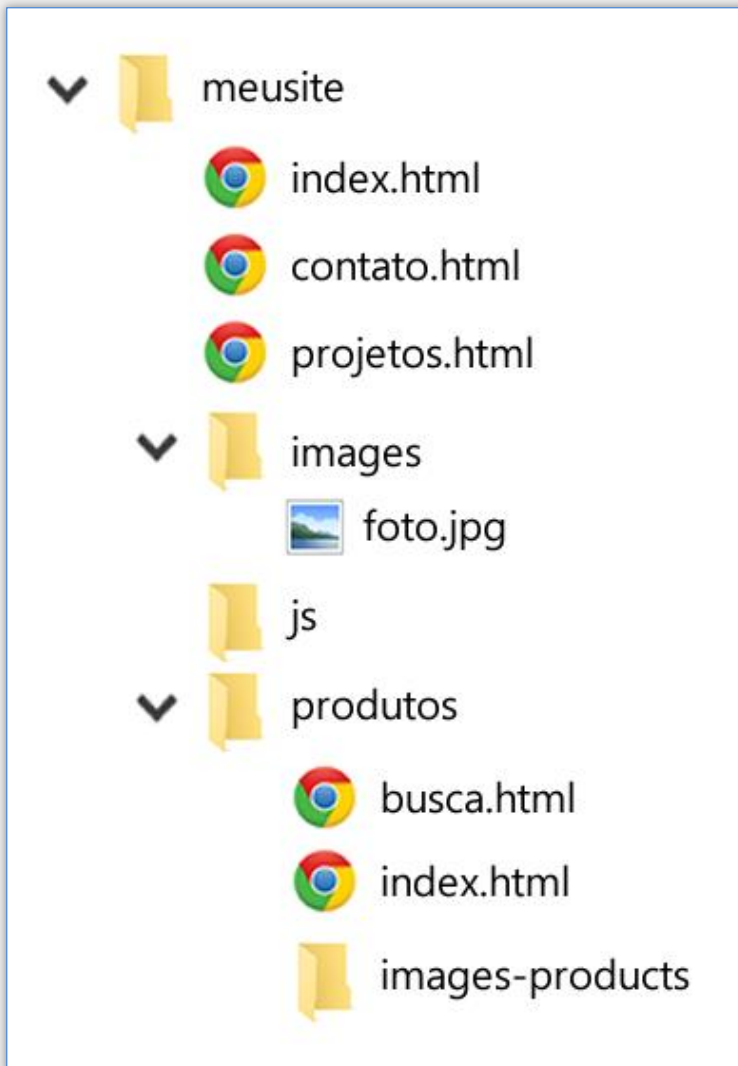 meusite
index.html
contato.html
projetos.html
images
foto.jpg
js
produtos
busca.html
index.html
images-products